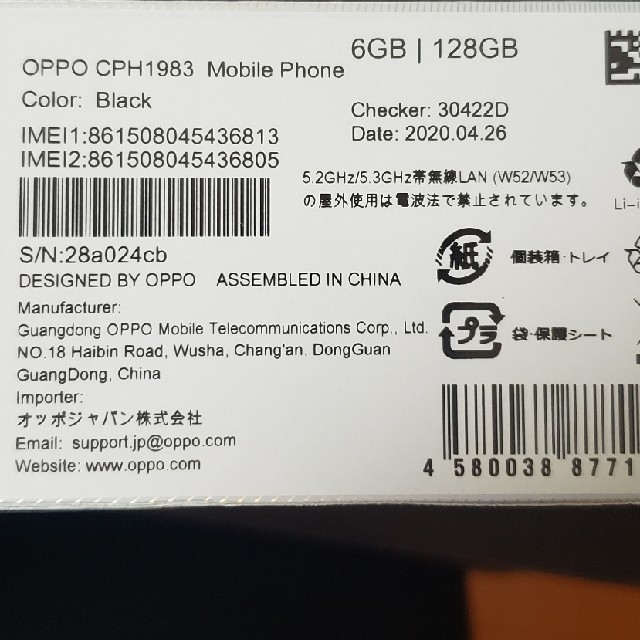 OPPO CPH1983 Mobile Phone
6GB | 128GB
Color: Black
Checker: 30422D
IMEI1:861508045436813
Date: 2020.04.26
IMEI2:861508045436805
5.2GHz/5.3GHz帯無線LAN (W52/W53)
の屋外使用は電波法で禁止されています。
S/N:28a024cb
DESIGNED BY OPPO ASSEMBLED IN CHINA
紙
個装箱・トレイ
Manufacturer:
Guangdong OPPO Mobile Telecommunications Corp., Ltd.
NO.18 Haibin Road, Wusha, Chang'an, DongGuan
GuangDong, China
プラ
袋・保護シート
Importer:
オッポジャパン株式会社
Email: support.jp@oppo.com
Website: www.oppo.com
4 580038 8771